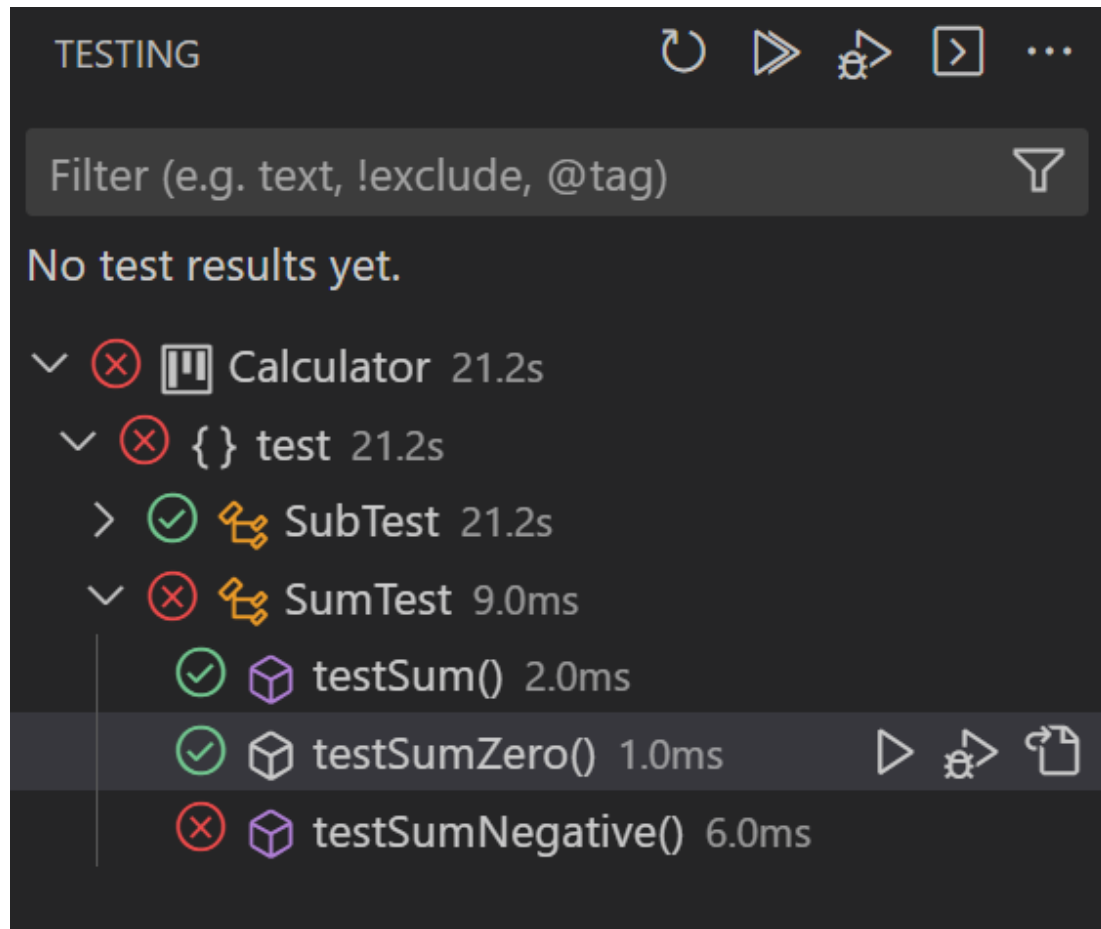 TESTING
Filter (e.g. text, !exclude, @tag)
No test results yet.
Calculator 21.2s
{ } test 21.2s
SubTest 21.2s
SumTest 9.0ms
testSum() 2.0ms
testSumZero() 1.0ms
testSumNegative() 6.0ms